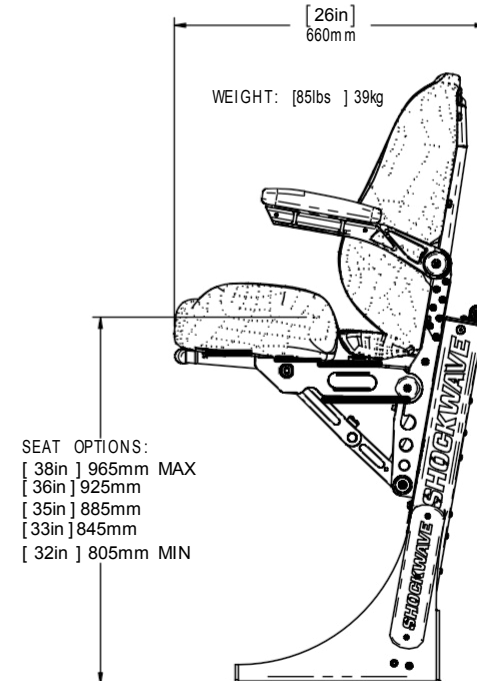 [26in]
660mm
WEIGHT: [85lbs ] 39kg
SEAT OPTIONS:
[ 38in ] 965mm MAX
[ 36in ] 925mm
[ 35in ] 885mm
[ 33in ] 845mm
[ 32in ] 805mm MIN
SHOCKWAVE
SHOCKWAVE